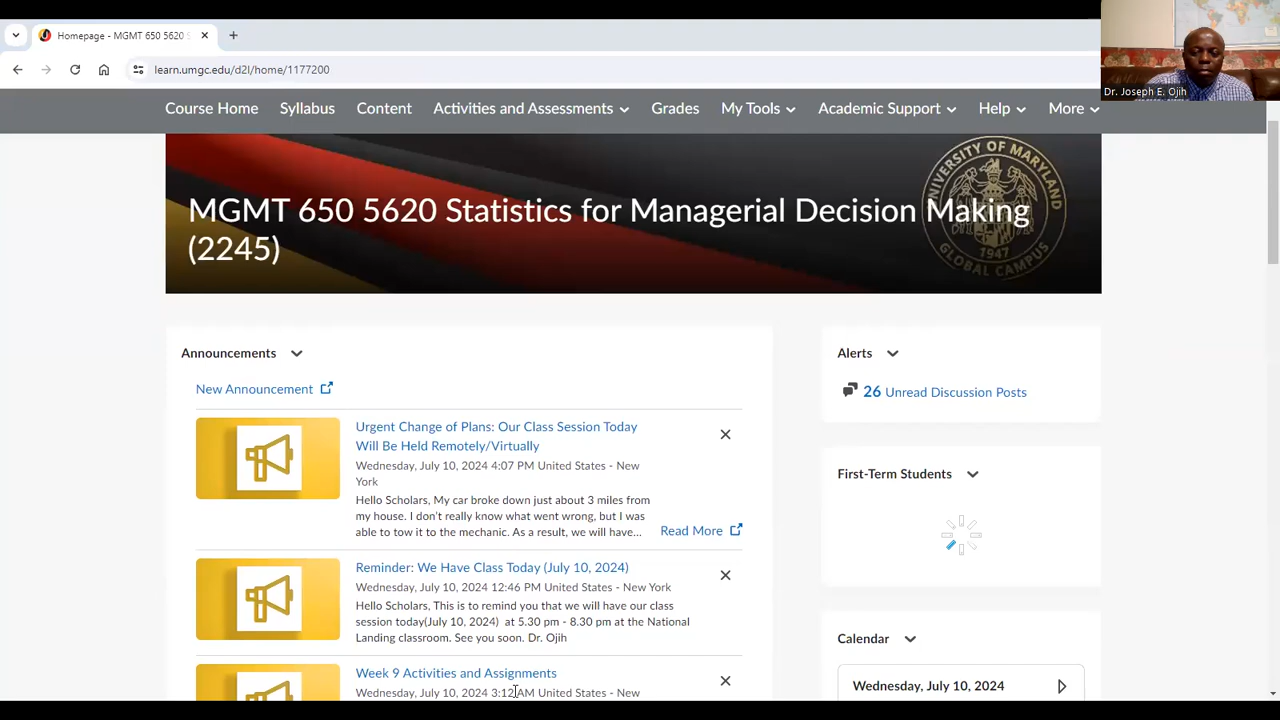 Homepage - MGMT 650 5620 S
learn.umgc.edu/d2l/home/1177200
Dr. Joseph E. Ojih
Course Home Syllabus Content Activities and Assessments Grades My Tools Academic Support Help More
MGMT 650 5620 Statistics for Managerial Decision Making
(2245)
UNIVERSITY OF MARYLAND
1947
GLOBAL CAMPUS
Announcements
New Announcement
Urgent Change of Plans: Our Class Session Today
Will Be Held Remotely/Virtually
Wednesday, July 10, 2024 4:07 PM United States - New
York
Hello Scholars, My car broke down just about 3 miles from
my house. I don't really know what went wrong, but I was
able to tow it to the mechanic. As a result, we will have...
Read More
Reminder: We Have Class Today (July 10, 2024)
Wednesday, July 10, 2024 12:46 PM United States - New York
Hello Scholars, This is to remind you that we will have our class
session today(July 10, 2024) at 5.30 pm - 8.30 pm at the National
Landing classroom. See you soon. Dr. Ojih
Week 9 Activities and Assignments
Wednesday, July 10, 2024 3:12 AM United States - New
Alerts
26 Unread Discussion Posts
First-Term Students
Calendar
Wednesday, July 10, 2024